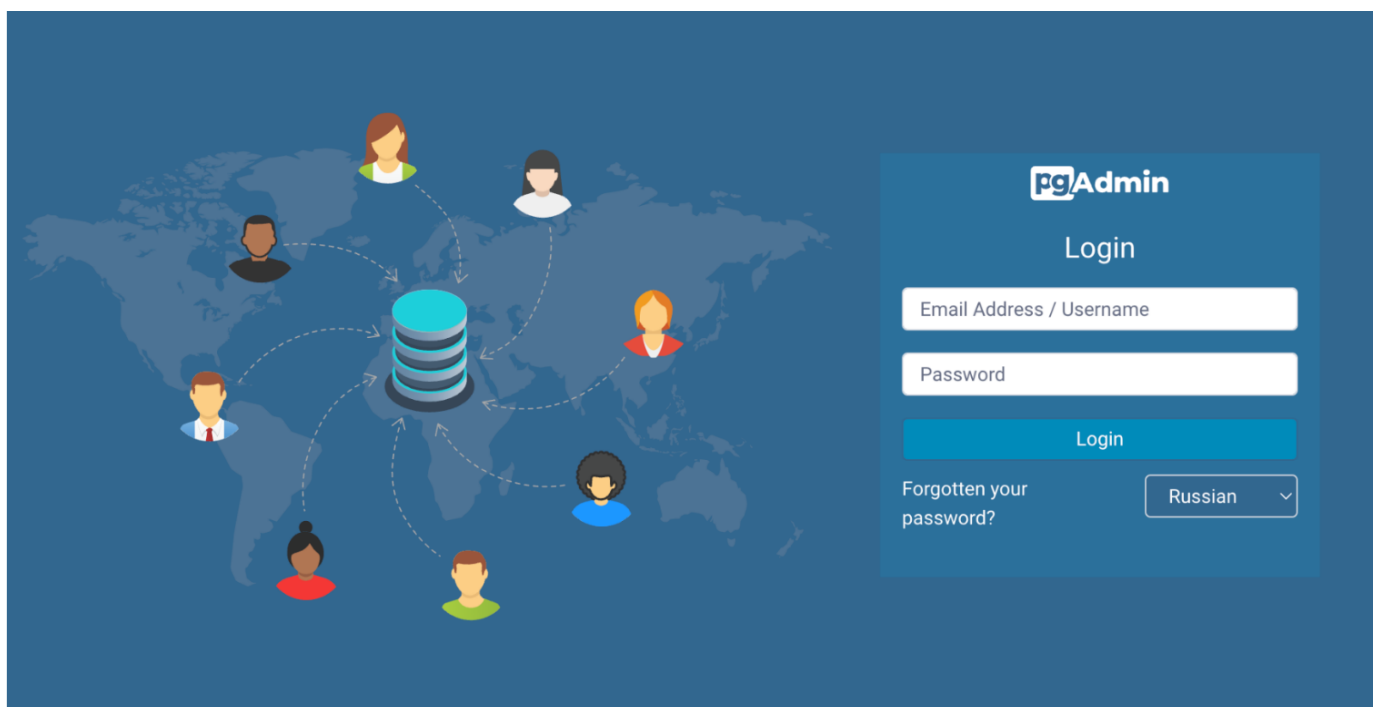 pgAdmin
Login
Email Address / Username
Password
Login
Forgotten your
password?
Russian